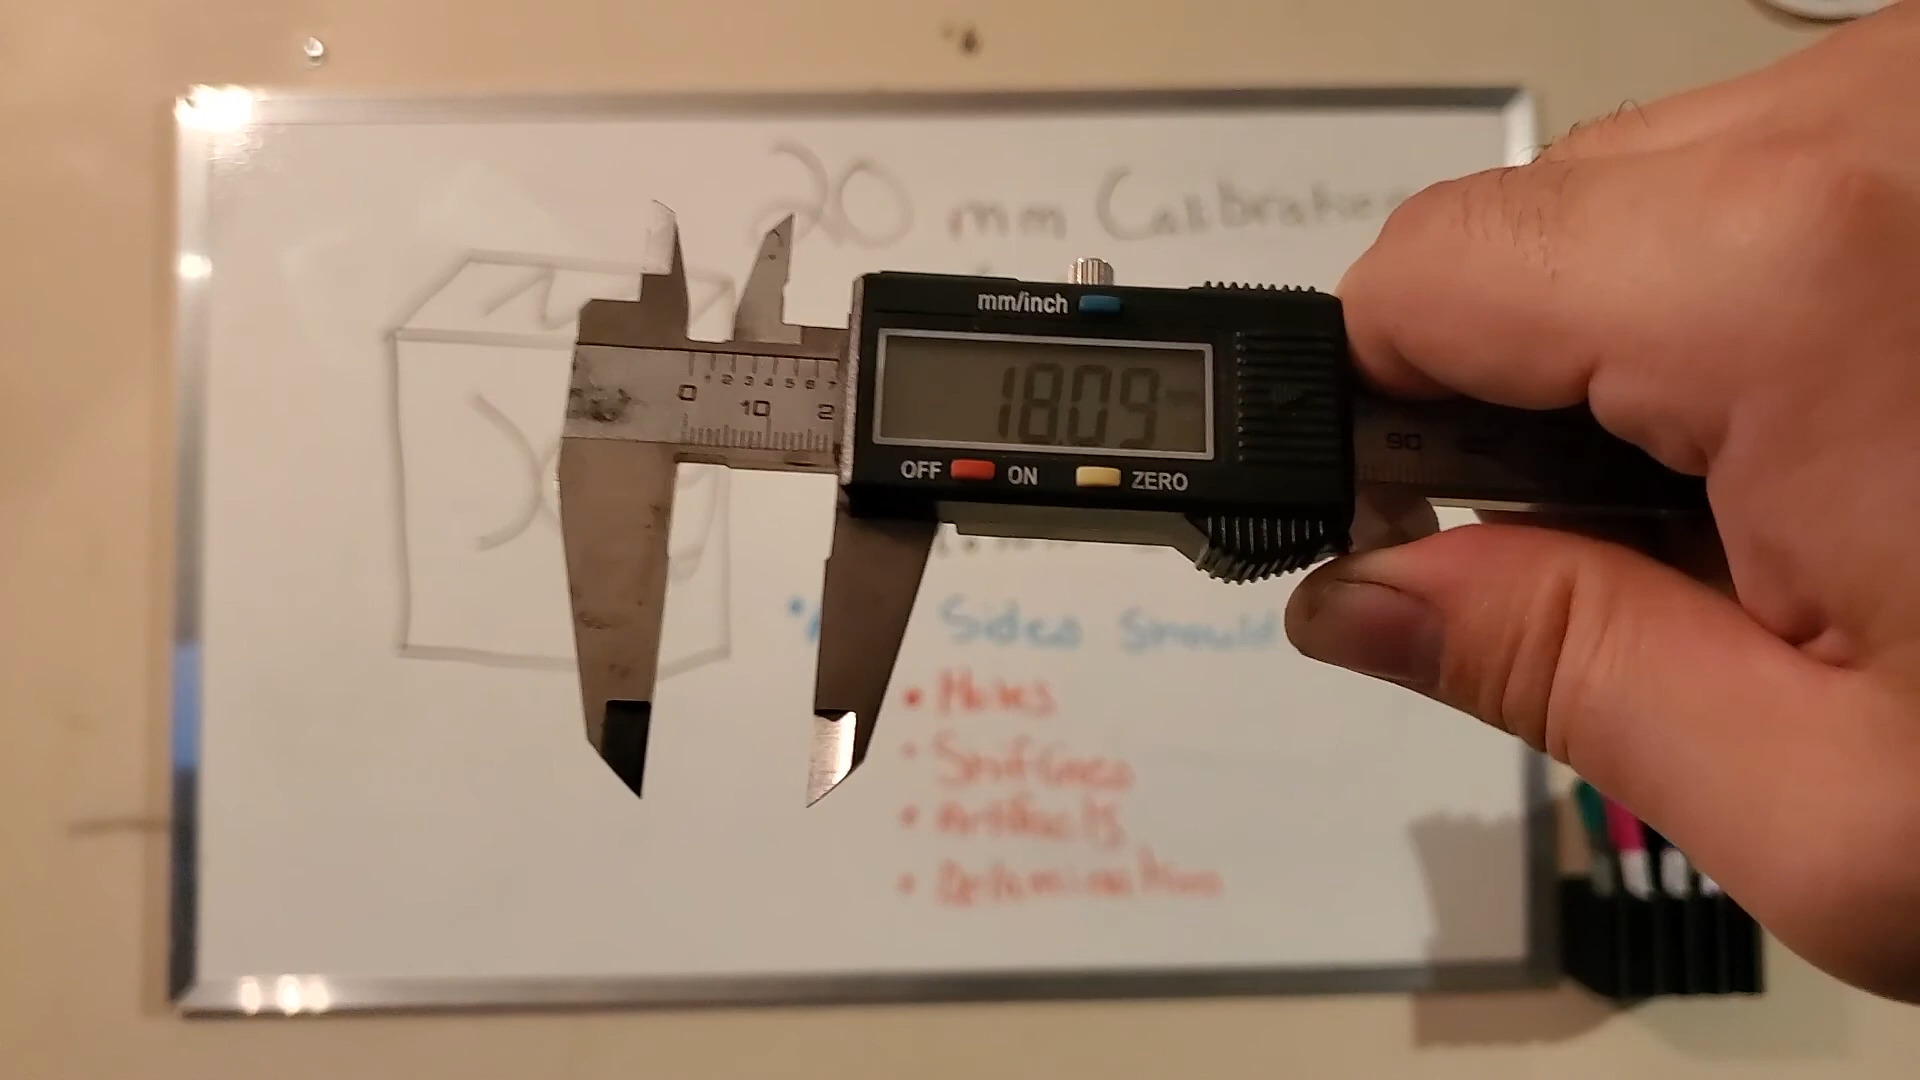 20 mm Calibration
mm/inch
0 1 2 3 4 5 6 7
10 2
18.09
90
OFF ON ZERO
X
Sides Should
• Holes
• Artifacts
• Delamination